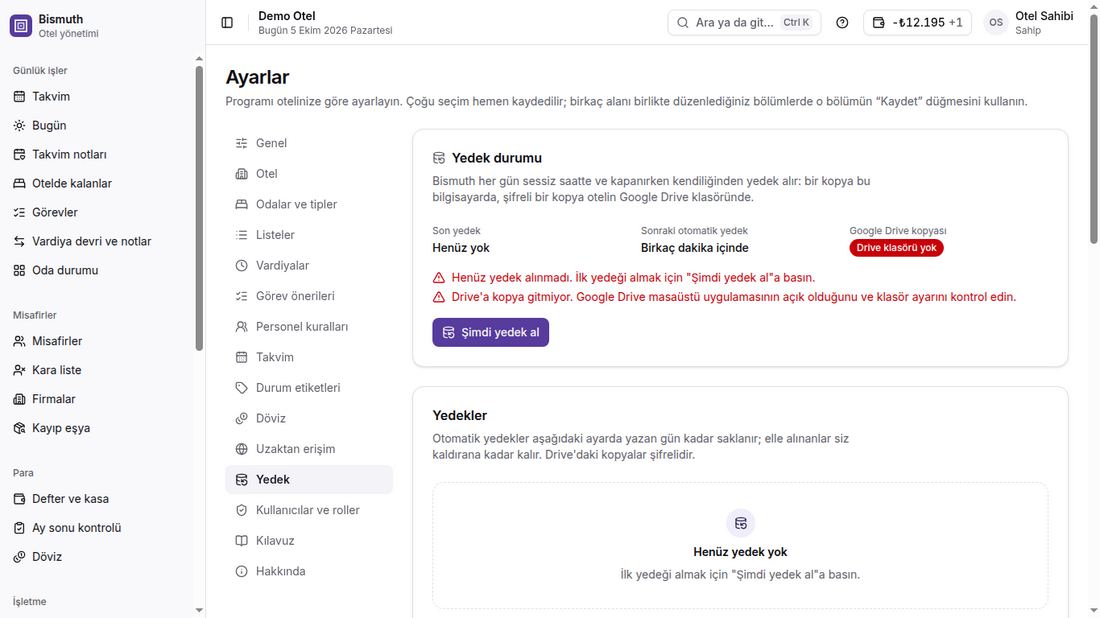 Bismuth
Otel yönetimi
Günlük işler
Takvim
Bugün
Takvim notları
Otelde kalanlar
Görevler
Vardiya devri ve notlar
Oda durumu
Misafirler
Misafirler
Kara liste
Firmalar
Kayıp eşya
Para
Defter ve kasa
Ay sonu kontrolü
Döviz
İşletme
Demo Otel
Bugün 5 Ekim 2026 Pazartesi
Ara ya da git... Ctrl K
-₺12.195 +1
OS
Otel Sahibi
Sahip
Ayarlar
Programı otelinize göre ayarlayın. Çoğu seçim hemen kaydedilir; birkaç alanı birlikte düzenlediğiniz bölümlerde o bölümün “Kaydet” düğmesini kullanın.
Genel
Otel
Odalar ve tipler
Listeler
Vardiyalar
Görev önerileri
Personel kuralları
Takvim
Durum etiketleri
Döviz
Uzaktan erişim
Yedek
Kullanıcılar ve roller
Kılavuz
Hakkında
Yedek durumu
Bismuth her gün sessiz saatte ve kapanırken kendiliğinden yedek alır: bir kopya bu
bilgisayarda, şifreli bir kopya otelin Google Drive klasöründe.
Son yedek
Henüz yok
Sonraki otomatik yedek
Birkaç dakika içinde
Google Drive kopyası
Drive klasörü yok
Henüz yedek alınmadı. İlk yedeği almak için "Şimdi yedek al"a basın.
Drive'a kopya gitmiyor. Google Drive masaüstü uygulamasının açık olduğunu ve klasör ayarını kontrol edin.
Şimdi yedek al
Yedekler
Otomatik yedekler aşağıdaki ayarda yazan gün kadar saklanır; elle alınanlar siz
kaldırana kadar kalır. Drive'daki kopyalar şifrelidir.
Henüz yedek yok
İlk yedeği almak için "Şimdi yedek al"a basın.